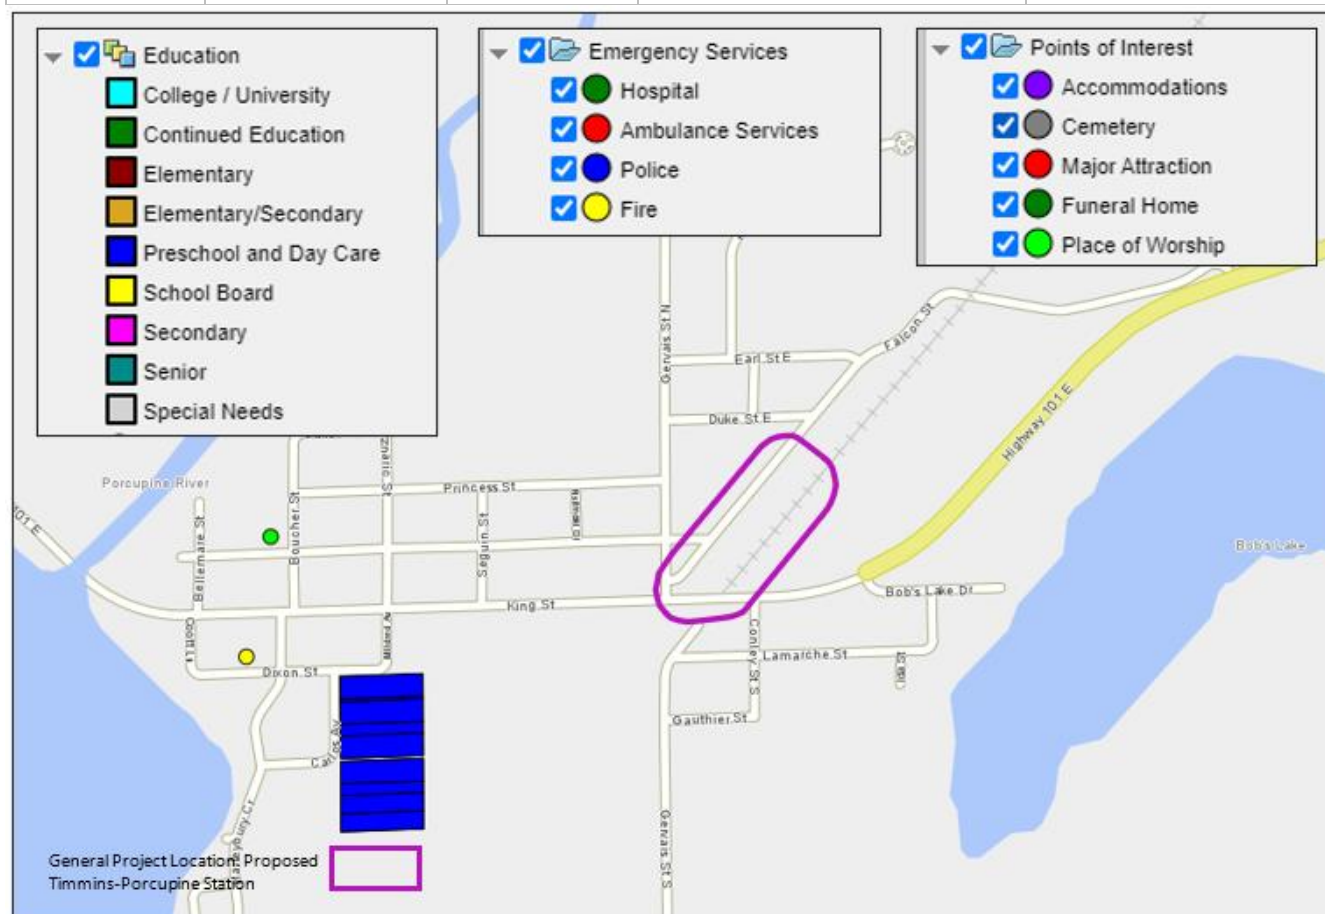 Education
College / University
Continued Education
Elementary
Elementary/Secondary
Preschool and Day Care
School Board
Secondary
Senior
Special Needs
Emergency Services
Hospital
Ambulance Services
Police
Fire
Points of Interest
Accommodations
Cemetery
Major Attraction
Funeral Home
Place of Worship
Gervais St N
Earl St E
Falcon St
Duke St E
Highway 101 E
Porcupine River
101 E
Princess St
Bellemare St
Boucher St
Seguin St
King St
Bob's Lake
Bob's Lake Dr
Dixon St
Conley St S
Lamarche St
Gauthier St
Gervais St S
General Project Location: Proposed
Timmins-Porcupine Station